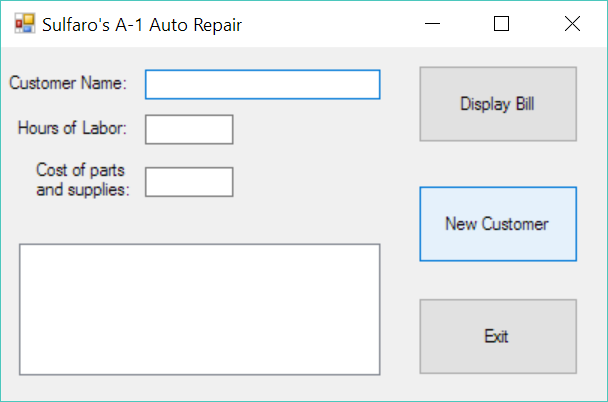 Sulfaro's A-1 Auto Repair
Customer Name:
Display Bill
Hours of Labor:
Cost of parts
and supplies:
New Customer
Exit